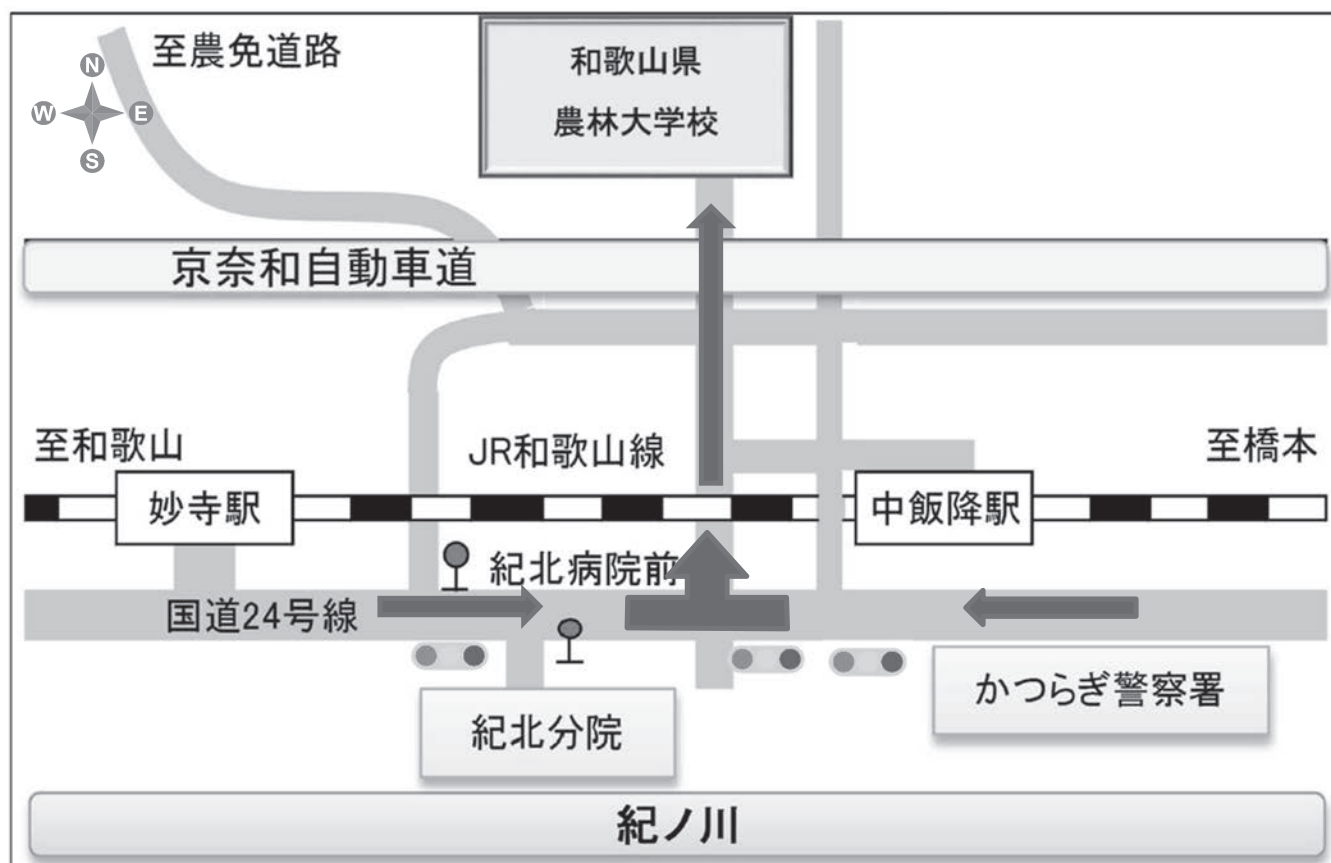 至農免道路
N
W
E
S
和歌山県
農林大学校
京奈和自動車道
至和歌山
JR和歌山線
至橋本
妙寺駅
中飯降駅
紀北病院前
国道24号線
かつらぎ警察署
紀北分院
紀ノ川